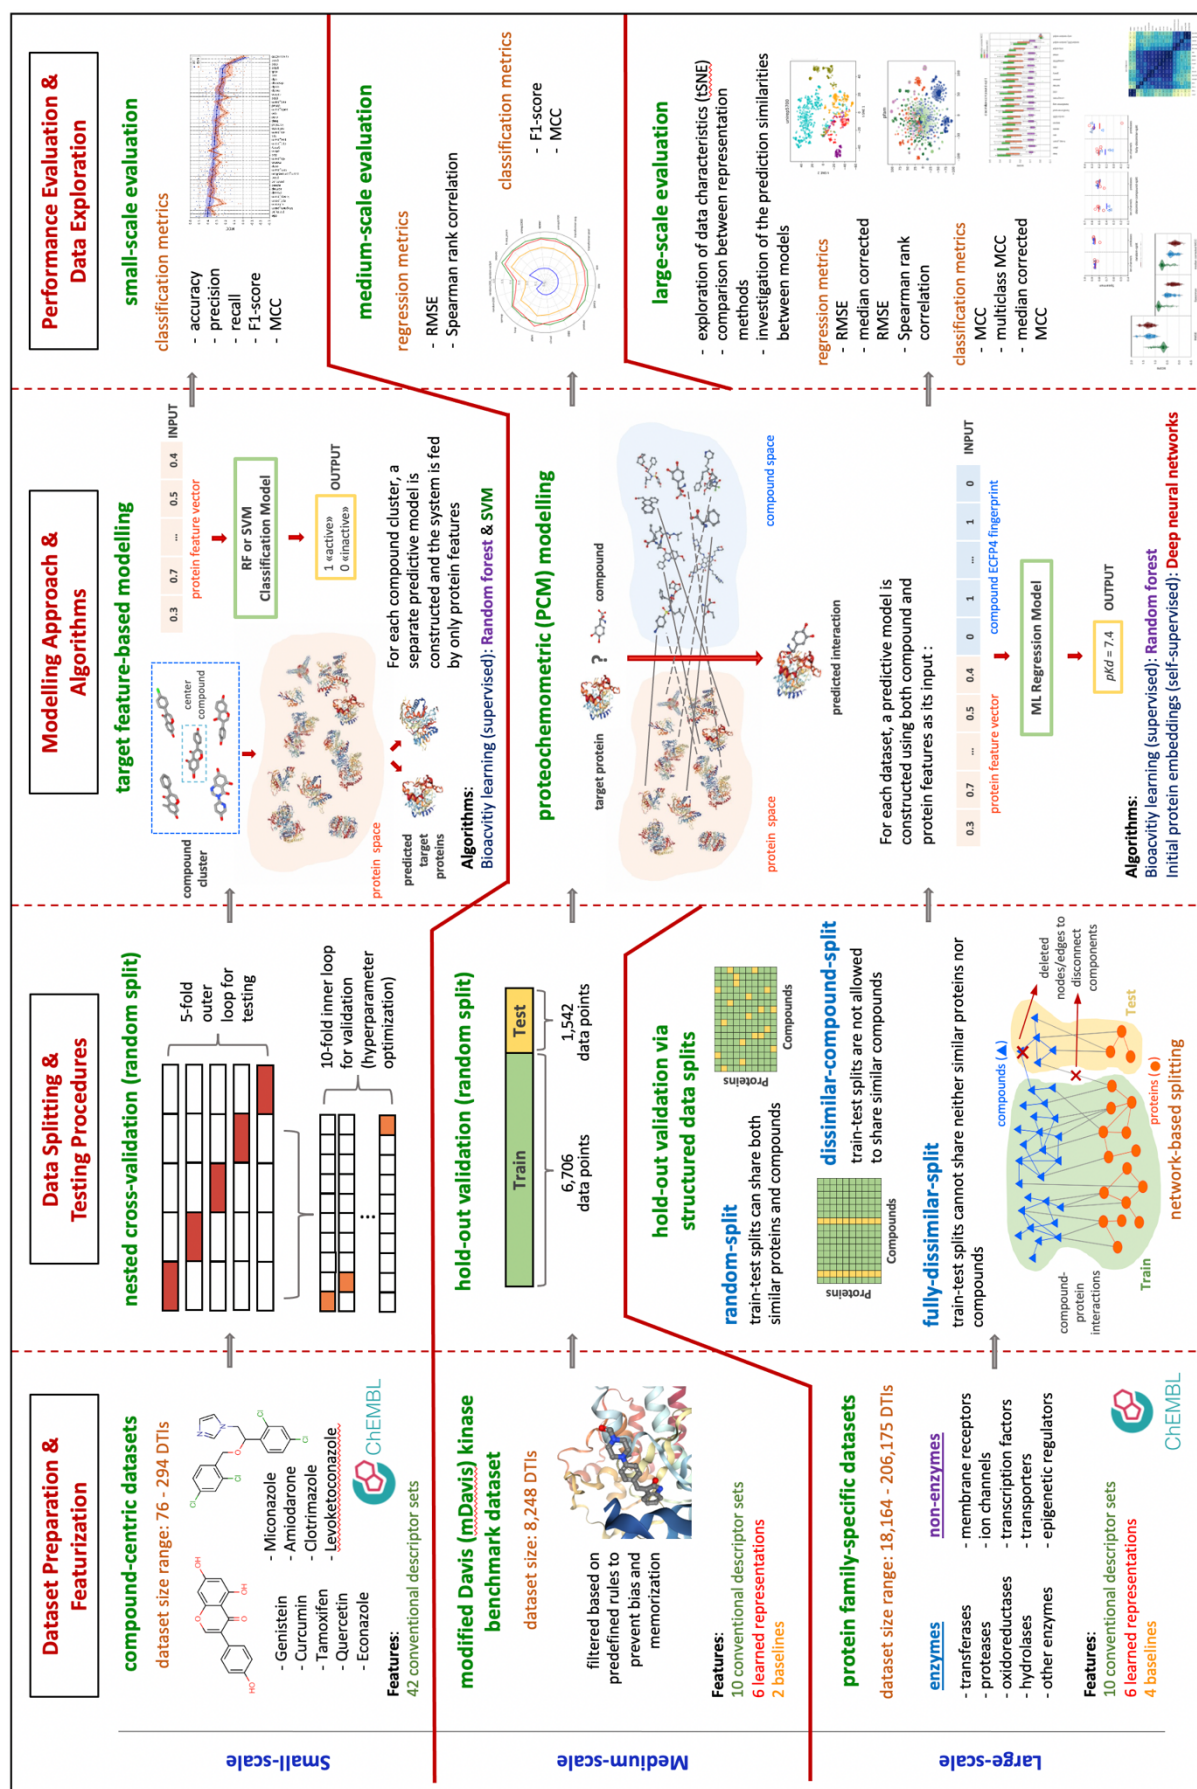 Dataset Preparation &
Featurization
Data Splitting &
Testing Procedures
Modelling Approach &
Algorithms
Performance Evaluation &
Data Exploration
Small-scale
compound-centric datasets
dataset size range: 76 - 294 DTIs
HO
OH
OH
O
O
N
N
O
Cl
Cl
Cl
Cl
- Genistein
- Curcumin
- Tamoxifen
- Quercetin
- Econazole
- Miconazole
- Amiodarone
- Clotrimazole
- Levoketoconazole
Features:
42 conventional descriptor sets
ChEMBL
nested cross-validation (random split)
5-fold
outer
loop for
testing
10-fold inner loop
for validation
(hyperparameter
optimization)
...
target feature-based modelling
compound
cluster
center
compound
protein space
predicted
target
proteins
0.3 0.7 ... 0.5 0.4 INPUT
protein feature vector
RF or SVM
Classification Model
1 «active»
0 «inactive»
OUTPUT
For each compound cluster, a
separate predictive model is
constructed and the system is fed
by only protein features
Algorithms:
Bioacvitiy learning (supervised): Random forest & SVM
small-scale evaluation
classification metrics
- accuracy
- precision
- recall
- F1-score
- MCC
MCC
Medium-scale
modified Davis (mDavis) kinase
benchmark dataset
dataset size: 8,248 DTIs
filtered based on
predefined rules to
prevent bias and
memorization
Features:
10 conventional descriptor sets
6 learned representations
2 baselines
hold-out validation (random split)
Train Test
6,706
data points
1,542
data points
proteochemometric (PCM) modelling
target protein ? compound
protein space
compound space
predicted interaction
medium-scale evaluation
regression metrics
- RMSE
- Spearman rank correlation
classification metrics
- F1-score
- MCC
Large-scale
protein family-specific datasets
dataset size range: 18,164 - 206,175 DTIs
enzymes
- transferases
- proteases
- oxidoreductases
- hydrolases
- other enzymes
non-enzymes
- membrane receptors
- ion channels
- transcription factors
- transporters
- epigenetic regulators
Features:
10 conventional descriptor sets
6 learned representations
4 baselines
ChEMBL
hold-out validation via
structured data splits
random-split
train-test splits can share both
similar proteins and compounds
Proteins
Compounds
dissimilar-compound-split
train-test splits are not allowed
to share similar compounds
Proteins
Compounds
fully-dissimilar-split
train-test splits cannot share neither similar proteins nor
compounds
compound-
protein
interactions
compounds
proteins
deleted
nodes/edges to
disconnect
components
Train
Test
network-based splitting
For each dataset, a predictive model is
constructed using both compound and
protein features as its input :
0.3 0.7 ... 0.5 0.4 0 1 ... 1 0 INPUT
protein feature vector
compound ECFP4 fingerprint
ML Regression Model
pKd = 7.4
OUTPUT
Algorithms:
Bioacvitiy learning (supervised): Random forest
Initial protein embeddings (self-supervised): Deep neural networks
large-scale evaluation
- exploration of data characteristics (tSNE)
- comparison between representation
methods
- investigation of the prediction similarities
between models
regression metrics
- RMSE
- median corrected
RMSE
- Spearman rank
correlation
classification metrics
- MCC
- multiclass MCC
- median corrected
MCC